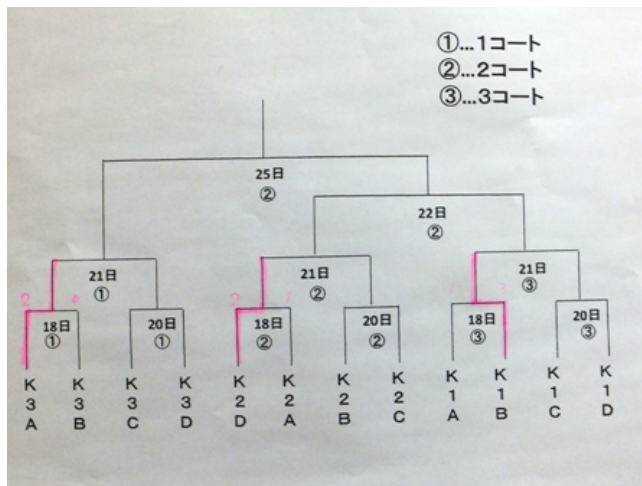 ①…1コート
②…2コート
③…3コート
25日
②
22日
②
21日
①
21日
②
21日
③
18日
①
20日
①
18日
②
20日
②
18日
③
20日
③
K3A
K3B
K3C
K3D
K2D
K2A
K2B
K2C
K1A
K1B
K1C
K1D